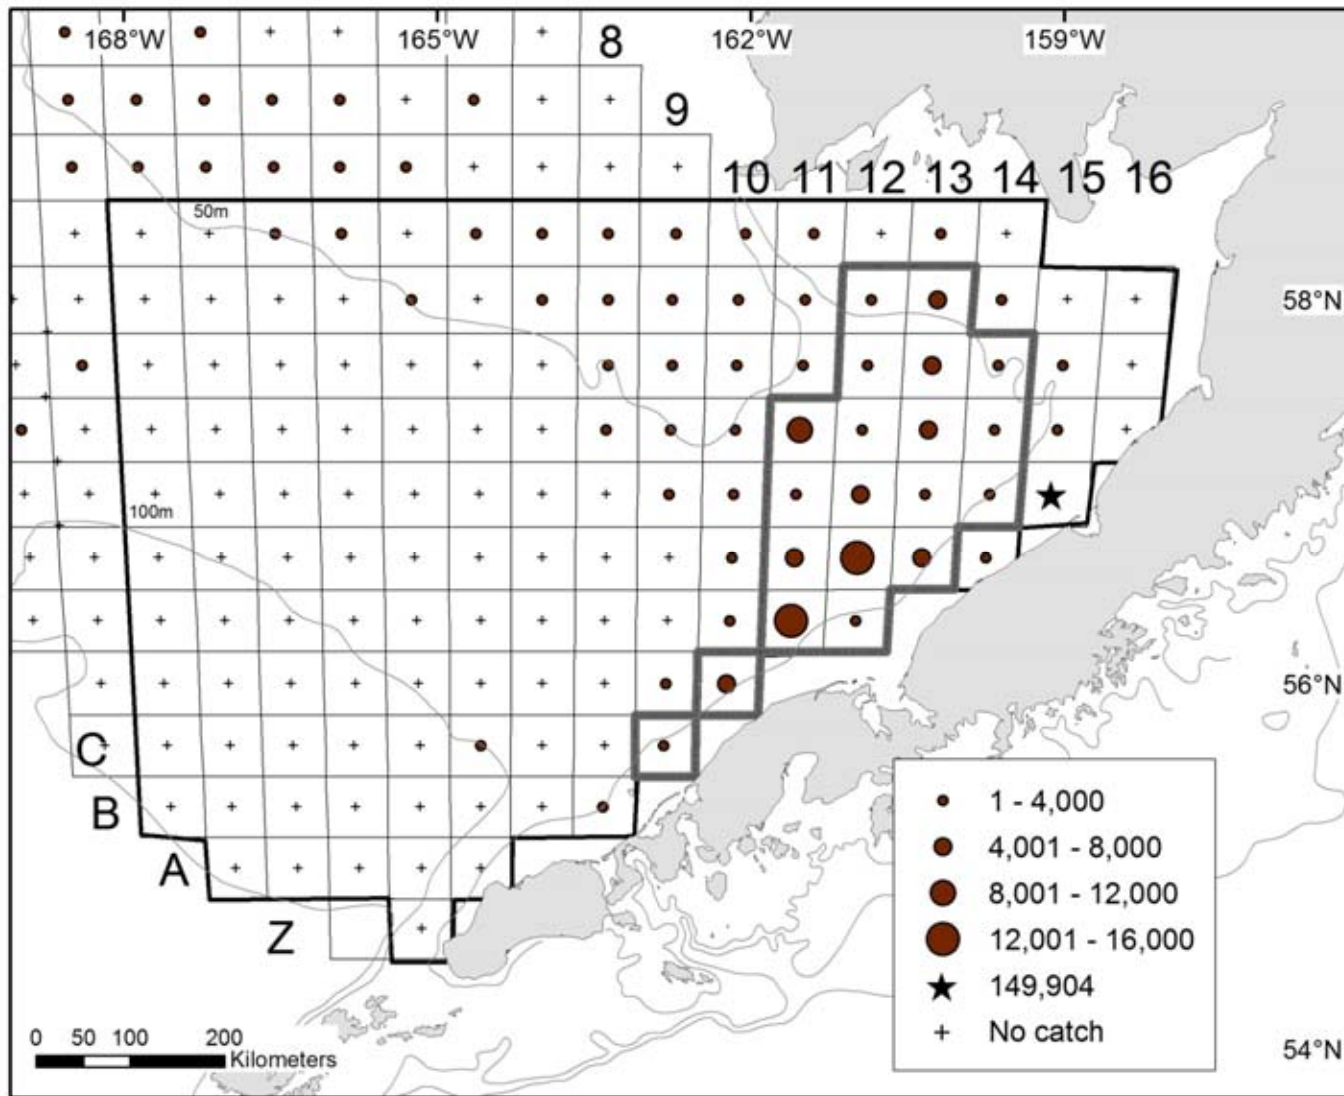 168°W 165°W 162°W 159°W
8
9
10 11 12 13 14 15 16
50m
58°N
100m
56°N
C
B
A
Z
1 - 4,000
4,001 - 8,000
8,001 - 12,000
12,001 - 16,000
149,904
No catch
54°N
0 50 100 200
Kilometers